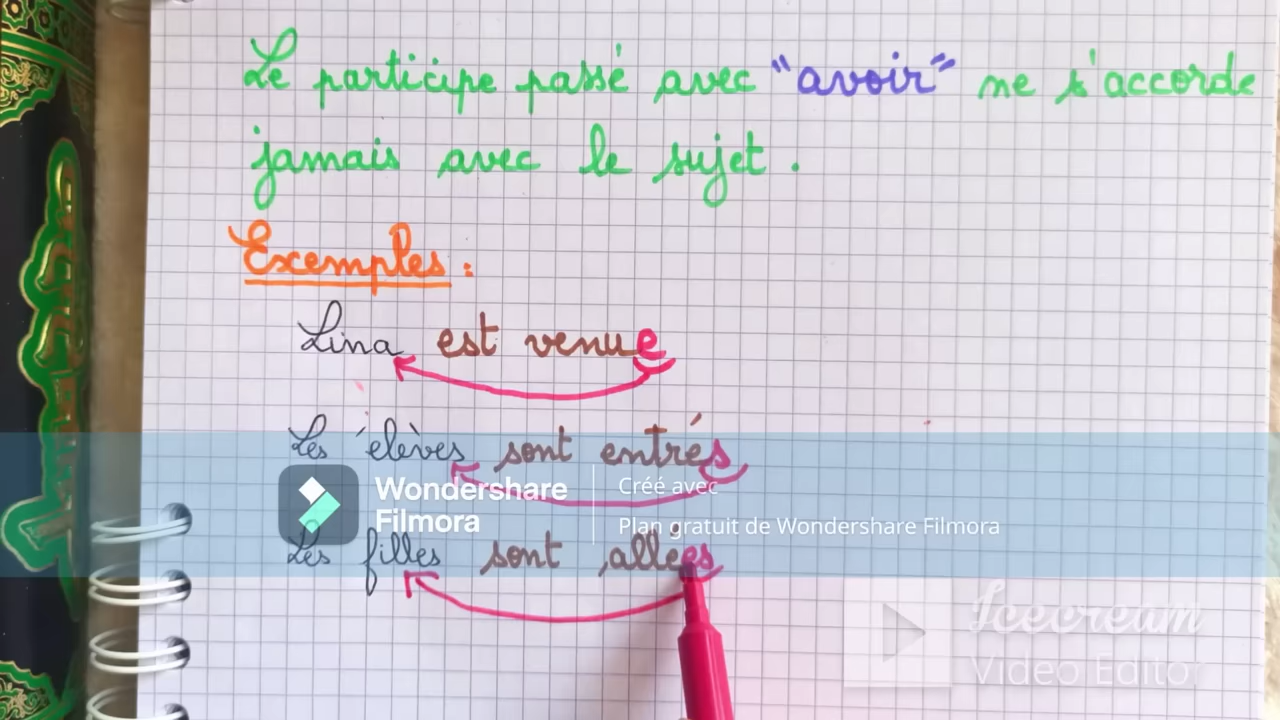 Le participe passé avec "avoir" ne s'accorde
jamais avec le sujet.
Exemples :
Lina est venue
Les élèves sont entrés
Wondershare
Filmora
Créé avec
Plan gratuit de Wondershare Filmora
Les filles sont allées
Icecream
Video Editor